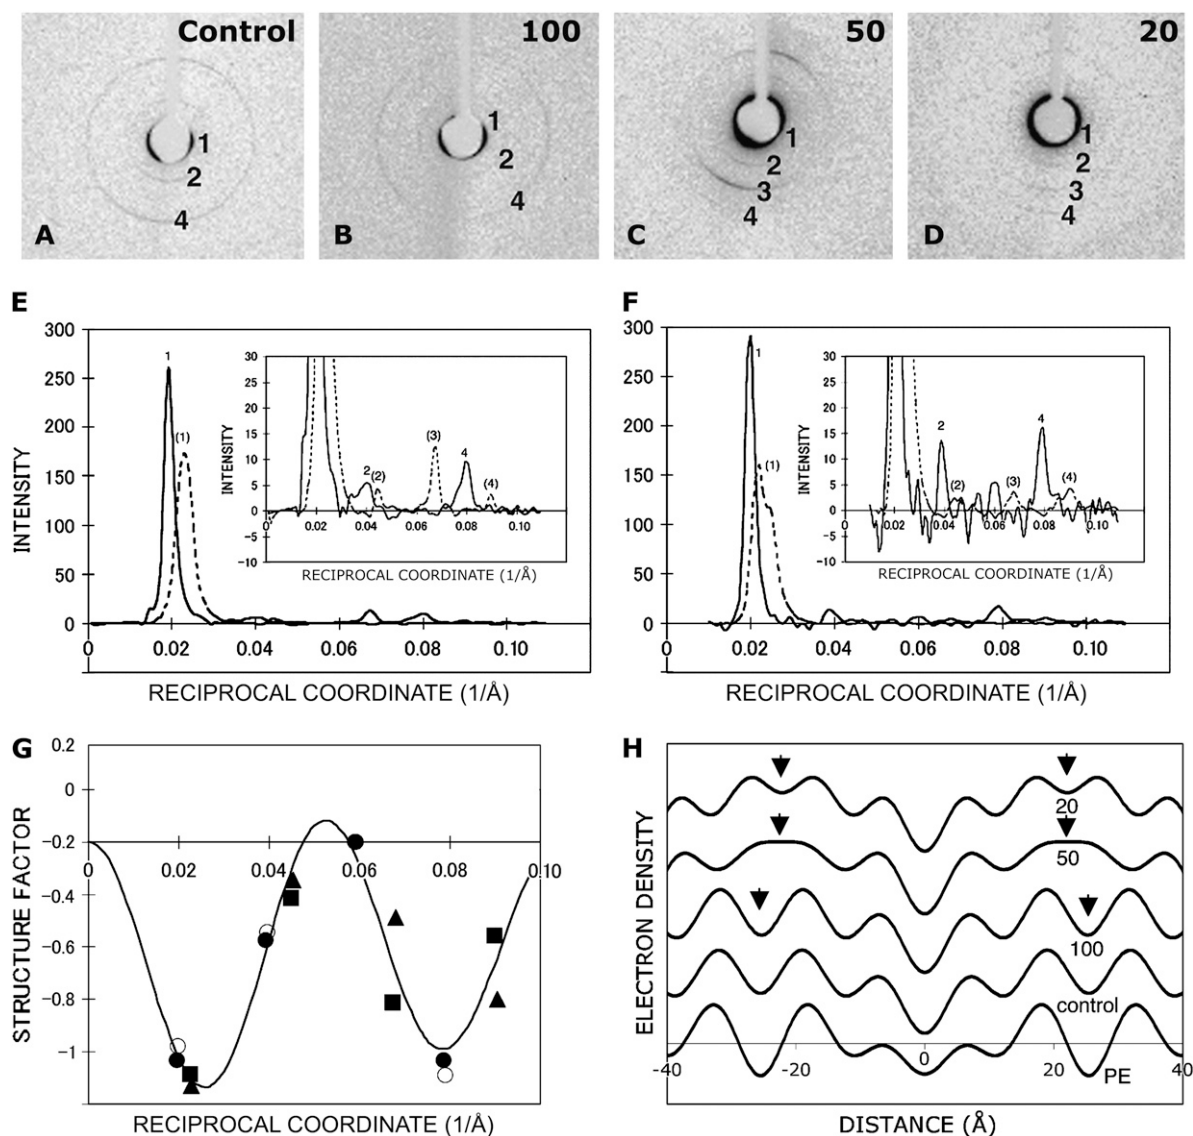 Control
100
50
20
1
2
4
A
1
2
4
B
1
2
3
4
C
1
2
3
4
D
E
INTENSITY
300
250
200
150
100
50
0
1
(1)
0 0.02 0.04 0.06 0.08 0.10
RECIPROCAL COORDINATE (1/Å)
INTENSITY
30
25
20
15
10
5
0
-5
-10
2
(2)
(3)
4
(4)
0 0.02 0.04 0.06 0.08 0.10
RECIPROCAL COORDINATE (1/Å)
F
300
250
200
150
100
50
0
1
(1)
0 0.02 0.04 0.06 0.08 0.10
RECIPROCAL COORDINATE (1/Å)
INTENSITY
30
25
20
15
10
5
0
-5
-10
2
(2)
(3)
4
(4)
0 0.02 0.04 0.06 0.08 0.10
RECIPROCAL COORDINATE (1/Å)
G
STRUCTURE FACTOR
0.2
0
-0.2
-0.4
-0.6
-0.8
-1
0 0.02 0.04 0.06 0.08 0.10
RECIPROCAL COORDINATE (1/Å)
H
ELECTRON DENSITY
20
50
100
control
PE
-40 -20 0 20 40
DISTANCE (Å)